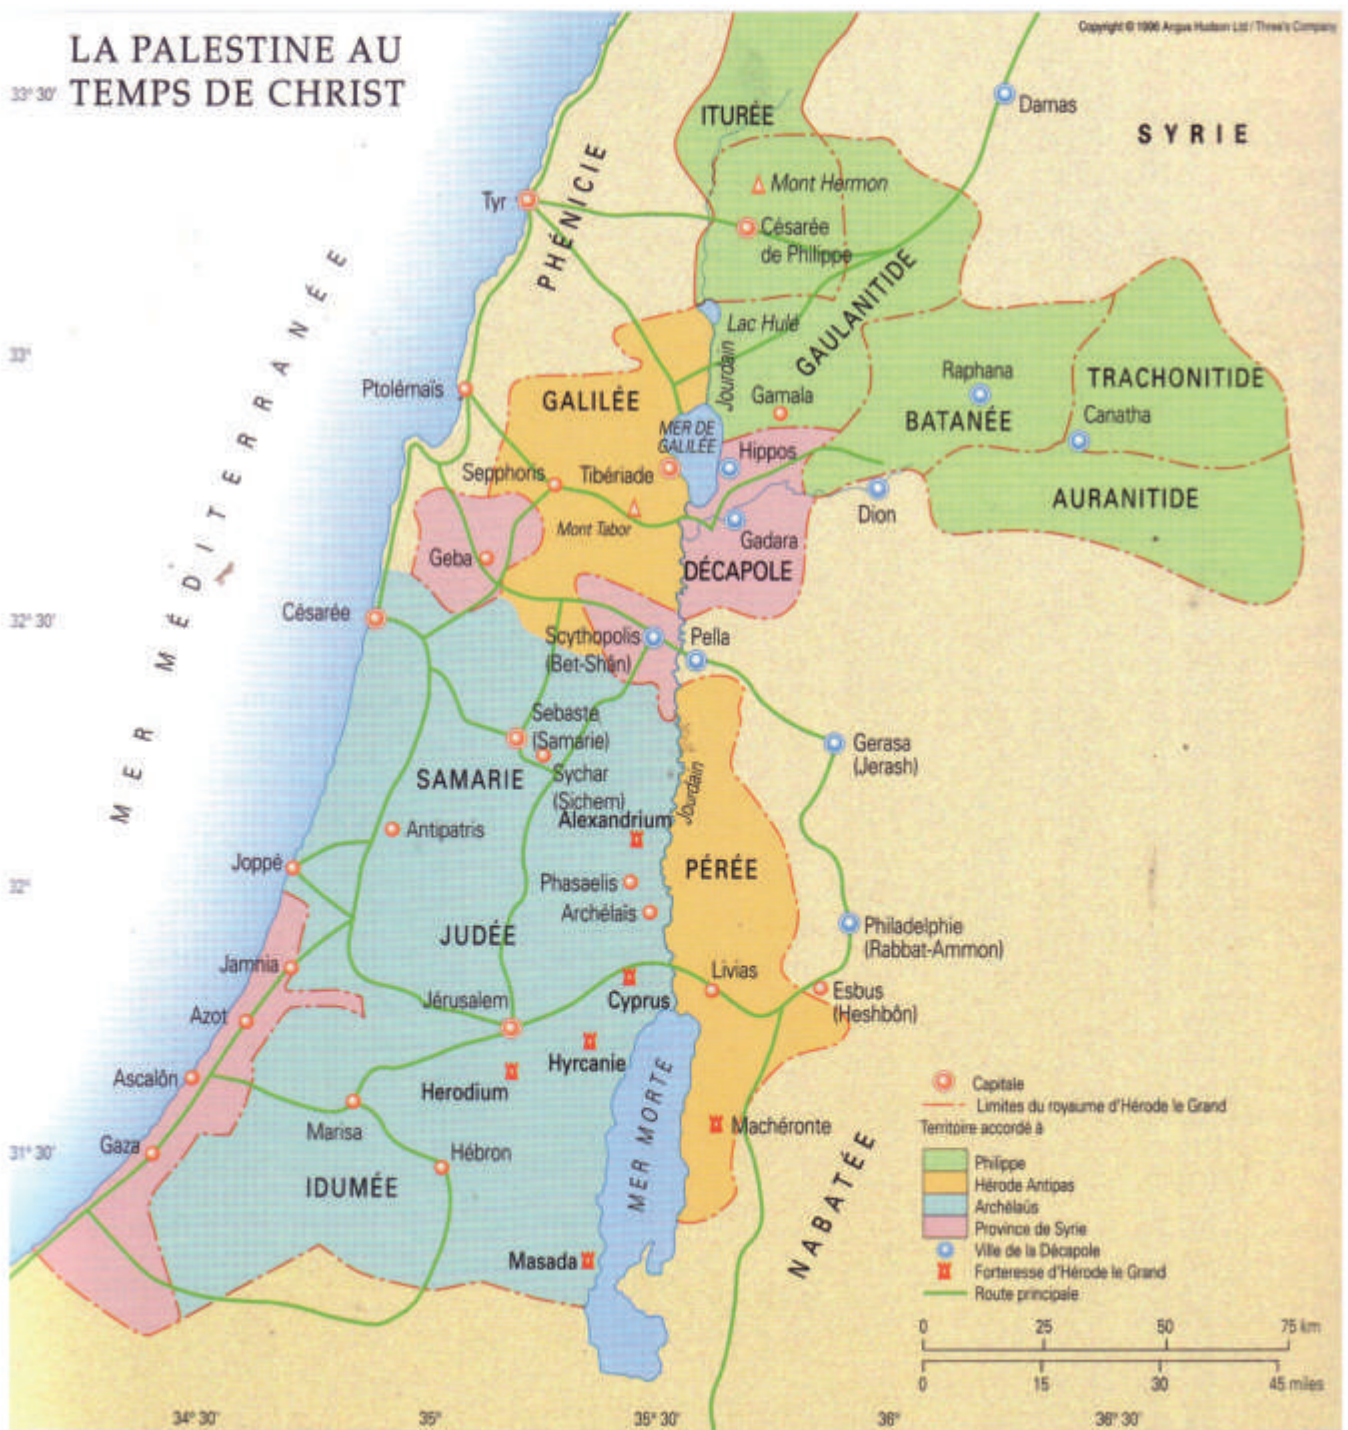 LA PALESTINE AU
TEMPS DE CHRIST
Copyright © 1996 Angus Hudson Ltd / Three's Company
33° 30'
33°
32° 30'
32°
31° 30'
MER MÉDITERRANÉE
PHÉNICIE
ITURÉE
SYRIE
Damas
Mont Hermon
Tyr
Césarée
de Philippe
GAULANITIDE
Lac Hulé
Jourdain
Ptolémaïs
GALILÉE
Gamala
Raphana
BATANÉE
TRACHONITIDE
Canatha
MER DE
GALILÉE
Hippos
Sepphoris
Tibériade
AURANITIDE
Dion
Mont Tabor
Gadara
Geba
DÉCAPOLE
Césarée
Scythopolis
(Bet-Shân)
Pella
Sebaste
(Samarie)
Gerasa
(Jerash)
SAMARIE
Sychar
(Sichem)
Jourdain
Alexandrium
Antipatris
Joppé
PÉRÉE
Phasaelis
Archélaïs
JUDÉE
Philadelphie
(Rabbat-Ammon)
Jamnia
Livias
Jérusalem
Cyprus
Esbus
(Heshbôn)
Azot
Hyrcanie
Herodium
Ascalôn
MER MORTE
Marisa
Machéronte
Gaza
Hébron
IDUMÉE
NABATÉE
Masada
Capitale
Limites du royaume d'Hérode le Grand
Territoire accordé à
Philippe
Hérode Antipas
Archélaüs
Province de Syrie
Ville de la Décapole
Forteresse d'Hérode le Grand
Route principale
0 25 50 75 km
0 15 30 45 miles
34° 30' 35° 35° 30' 36° 36° 30'